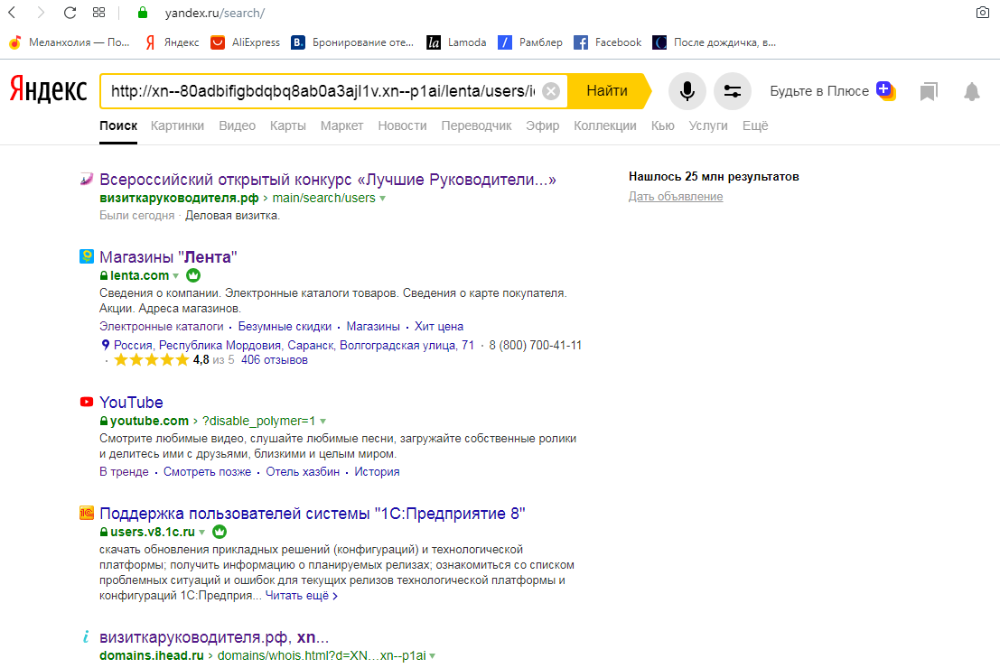 yandex.ru/search/
Меланхолия — По...
Яндекс
AliExpress
B. Бронирование оте...
la Lamoda
Рамблер
Facebook
После дождичка, в...
Яндекс
http://xn--80adbifigbdqbq8ab0a3ajl1v.xn--p1ai/lenta/users/i
Найти
Будьте в Плюсе
Поиск Картинки Видео Карты Маркет Новости Переводчик Эфир Коллекции Кью Услуги Ещё
Всероссийский открытый конкурс «Лучшие Руководители...»
визиткаруководителя.рф › main/search/users
Были сегодня · Деловая визитка.
Нашлось 25 млн результатов
Дать объявление
Магазины "Лента"
lenta.com
Сведения о компании. Электронные каталоги товаров. Сведения о карте покупателя.
Акции. Адреса магазинов.
Электронные каталоги · Безумные скидки · Магазины · Хит цена
Россия, Республика Мордовия, Саранск, Волгоградская улица, 71 · 8 (800) 700-41-11
· 4,8 из 5 406 отзывов
YouTube
youtube.com › ?disable_polymer=1
Смотрите любимые видео, слушайте любимые песни, загружайте собственные ролики
и делитесь ими с друзьями, близкими и целым миром.
В тренде · Смотреть позже · Отель хазбин · История
Поддержка пользователей системы "1С:Предприятие 8"
users.v8.1c.ru
скачать обновления прикладных решений (конфигураций) и технологической
платформы; получить информацию о планируемых релизах; ознакомиться со списком
проблемных ситуаций и ошибок для текущих релизов технологической платформы и
конфигураций 1С:Предприя... Читать ещё ›
визиткаруководителя.рф, xn...
domains.ihead.ru › domains/whois.html?d=XN...xn--p1ai